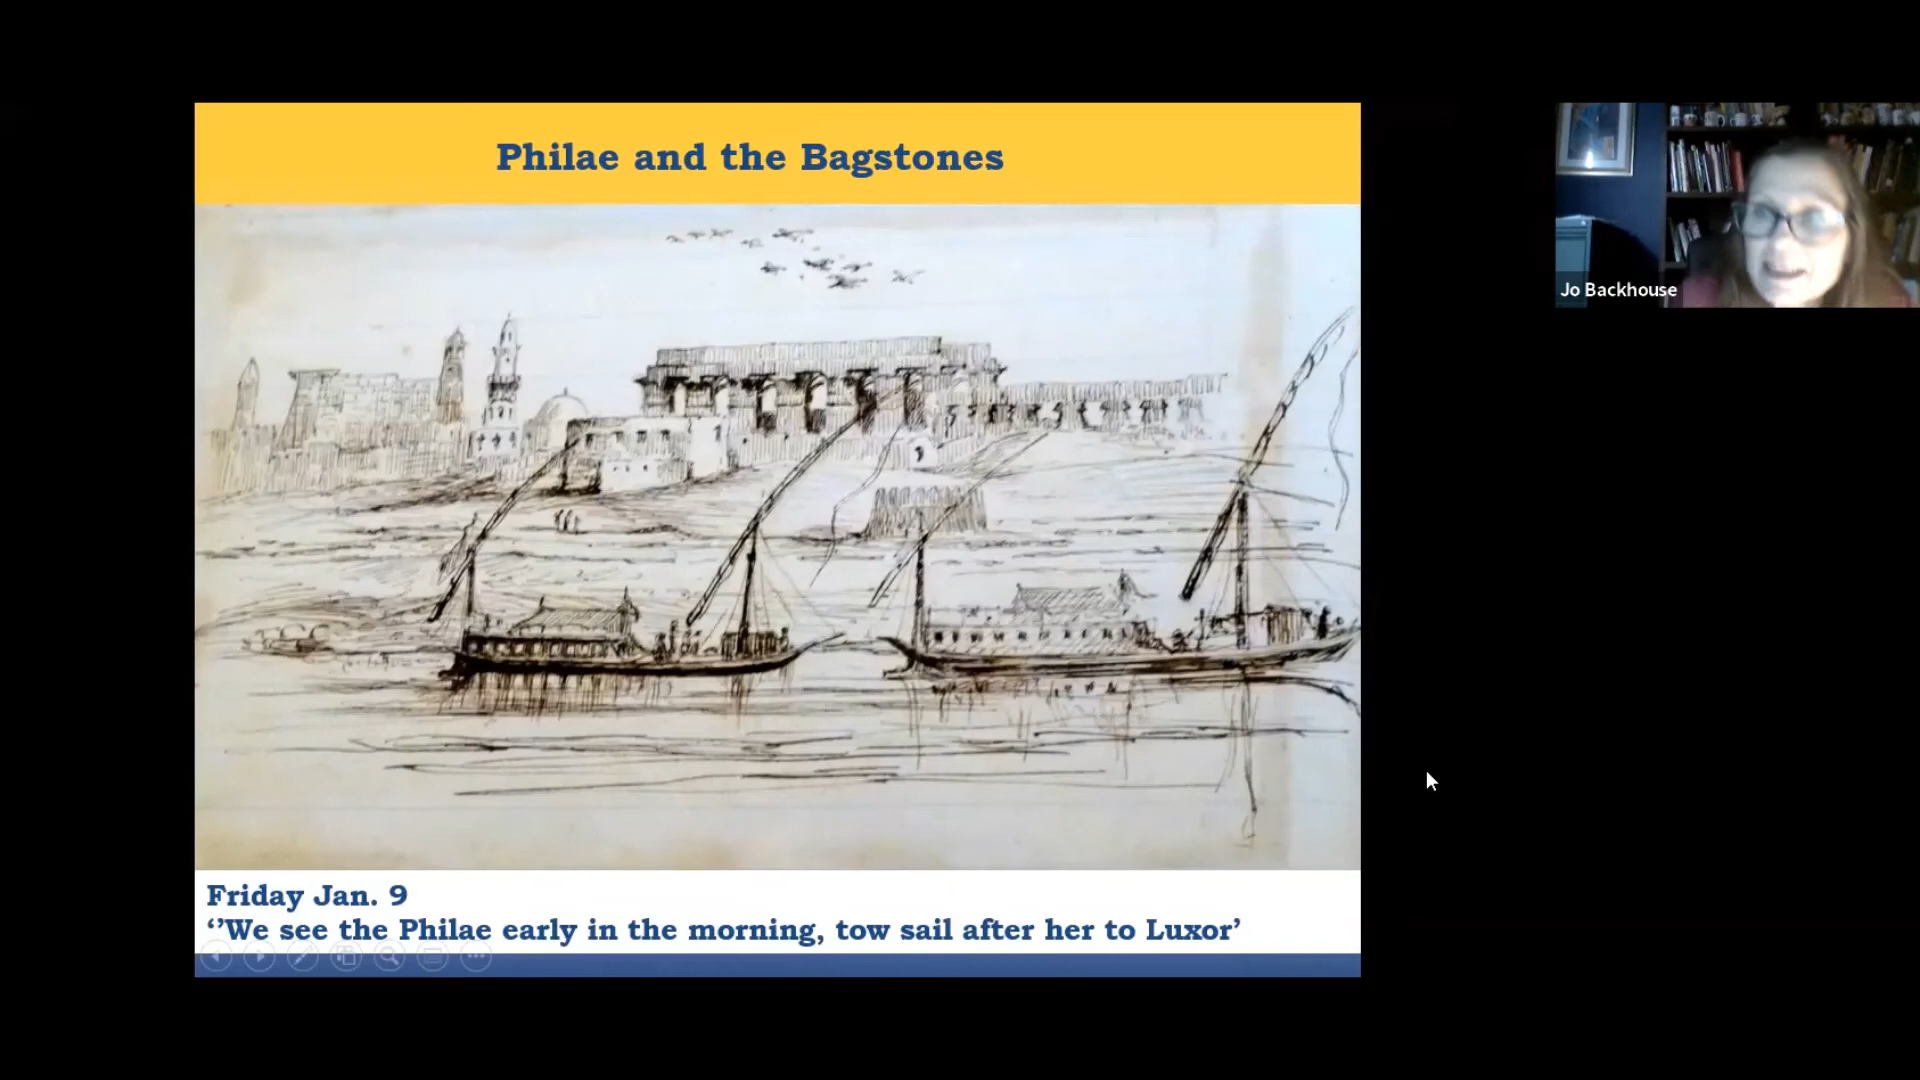 Philae and the Bagstones
Jo Backhouse
Friday Jan. 9
‘’We see the Philae early in the morning, tow sail after her to Luxor’